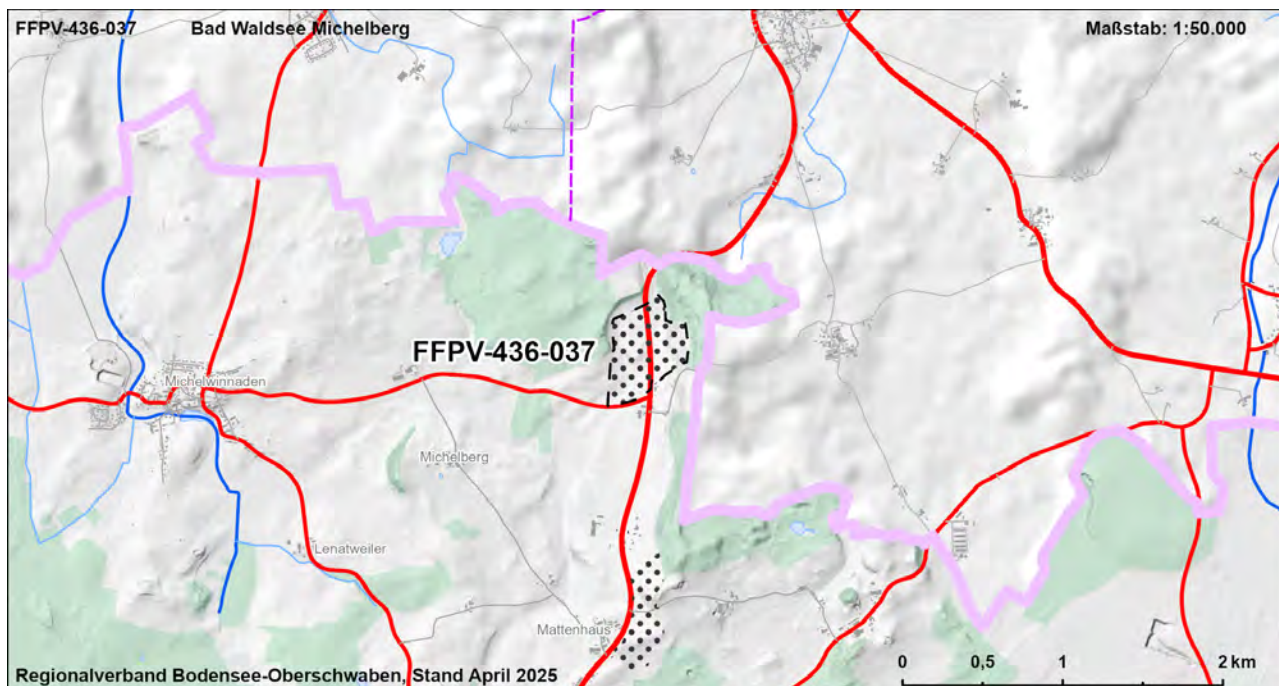 FFPV-436-037 Bad Waldsee Michelberg Maßstab: 1:50.000
FFPV-436-037
Michelwinnaden
Michelberg
Lenatweiler
Mattenhaus
0 0,5 1 2 km
Regionalverband Bodensee-Oberschwaben, Stand April 2025